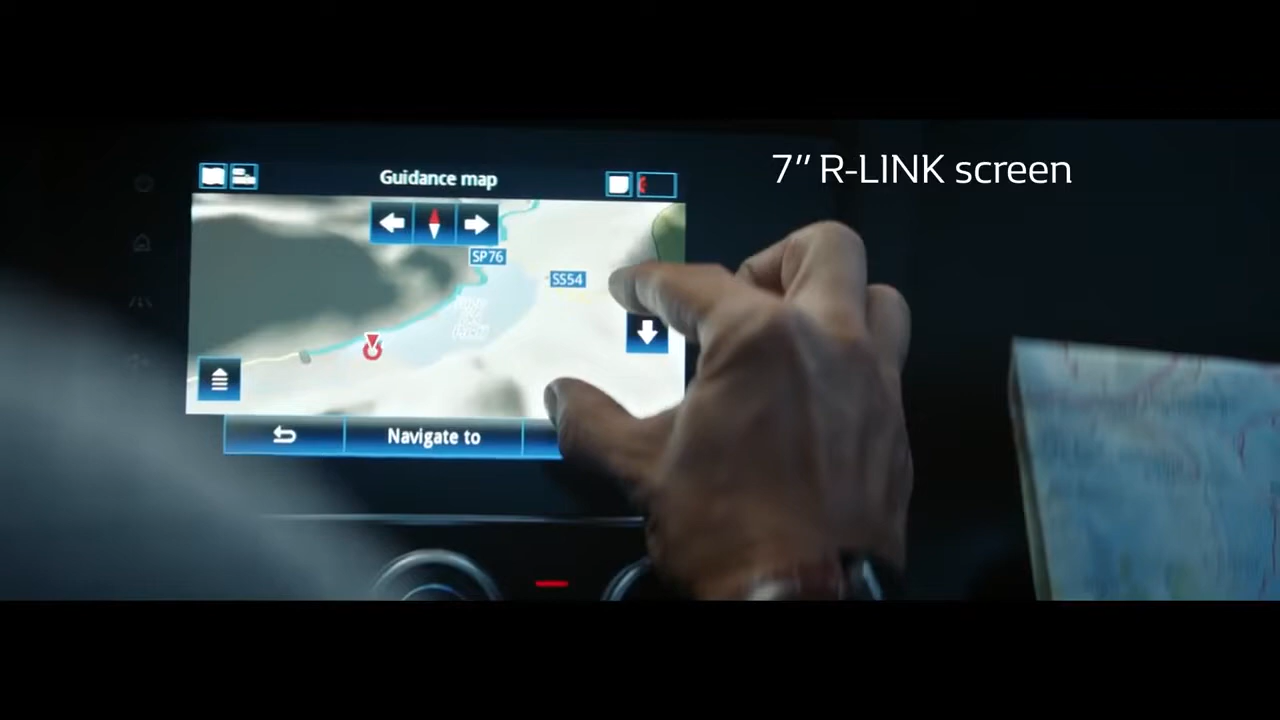 7″ R-LINK screen
Guidance map
SP76
SS54
Navigate to